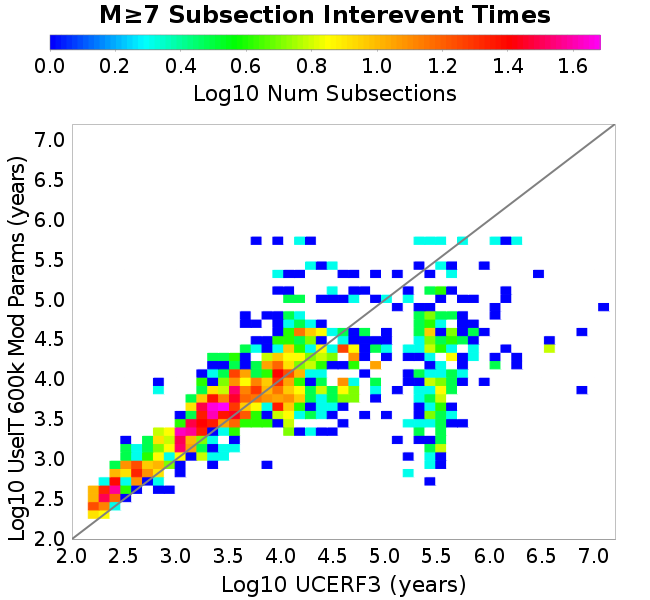 M≥7 Subsection Interevent Times
0.0 0.2 0.4 0.6 0.8 1.0 1.2 1.4 1.6
Log10 Num Subsections
Log10 UseIT 600k Mod Params (years)
7.0
6.5
6.0
5.5
5.0
4.5
4.0
3.5
3.0
2.5
2.0
2.0 2.5 3.0 3.5 4.0 4.5 5.0 5.5 6.0 6.5 7.0
Log10 UCERF3 (years)